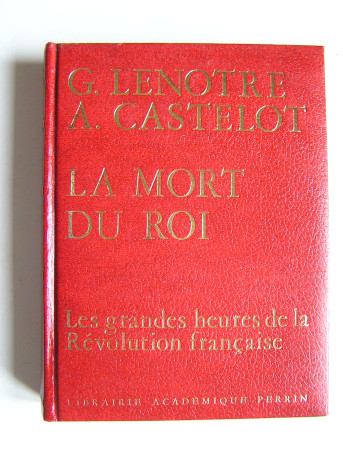 G. LENOTRE
A. CASTELOT
LA MORT
DU ROI
Les grandes heures de la
Révolution française
LIBRAIRIE ACADÉMIQUE PERRIN